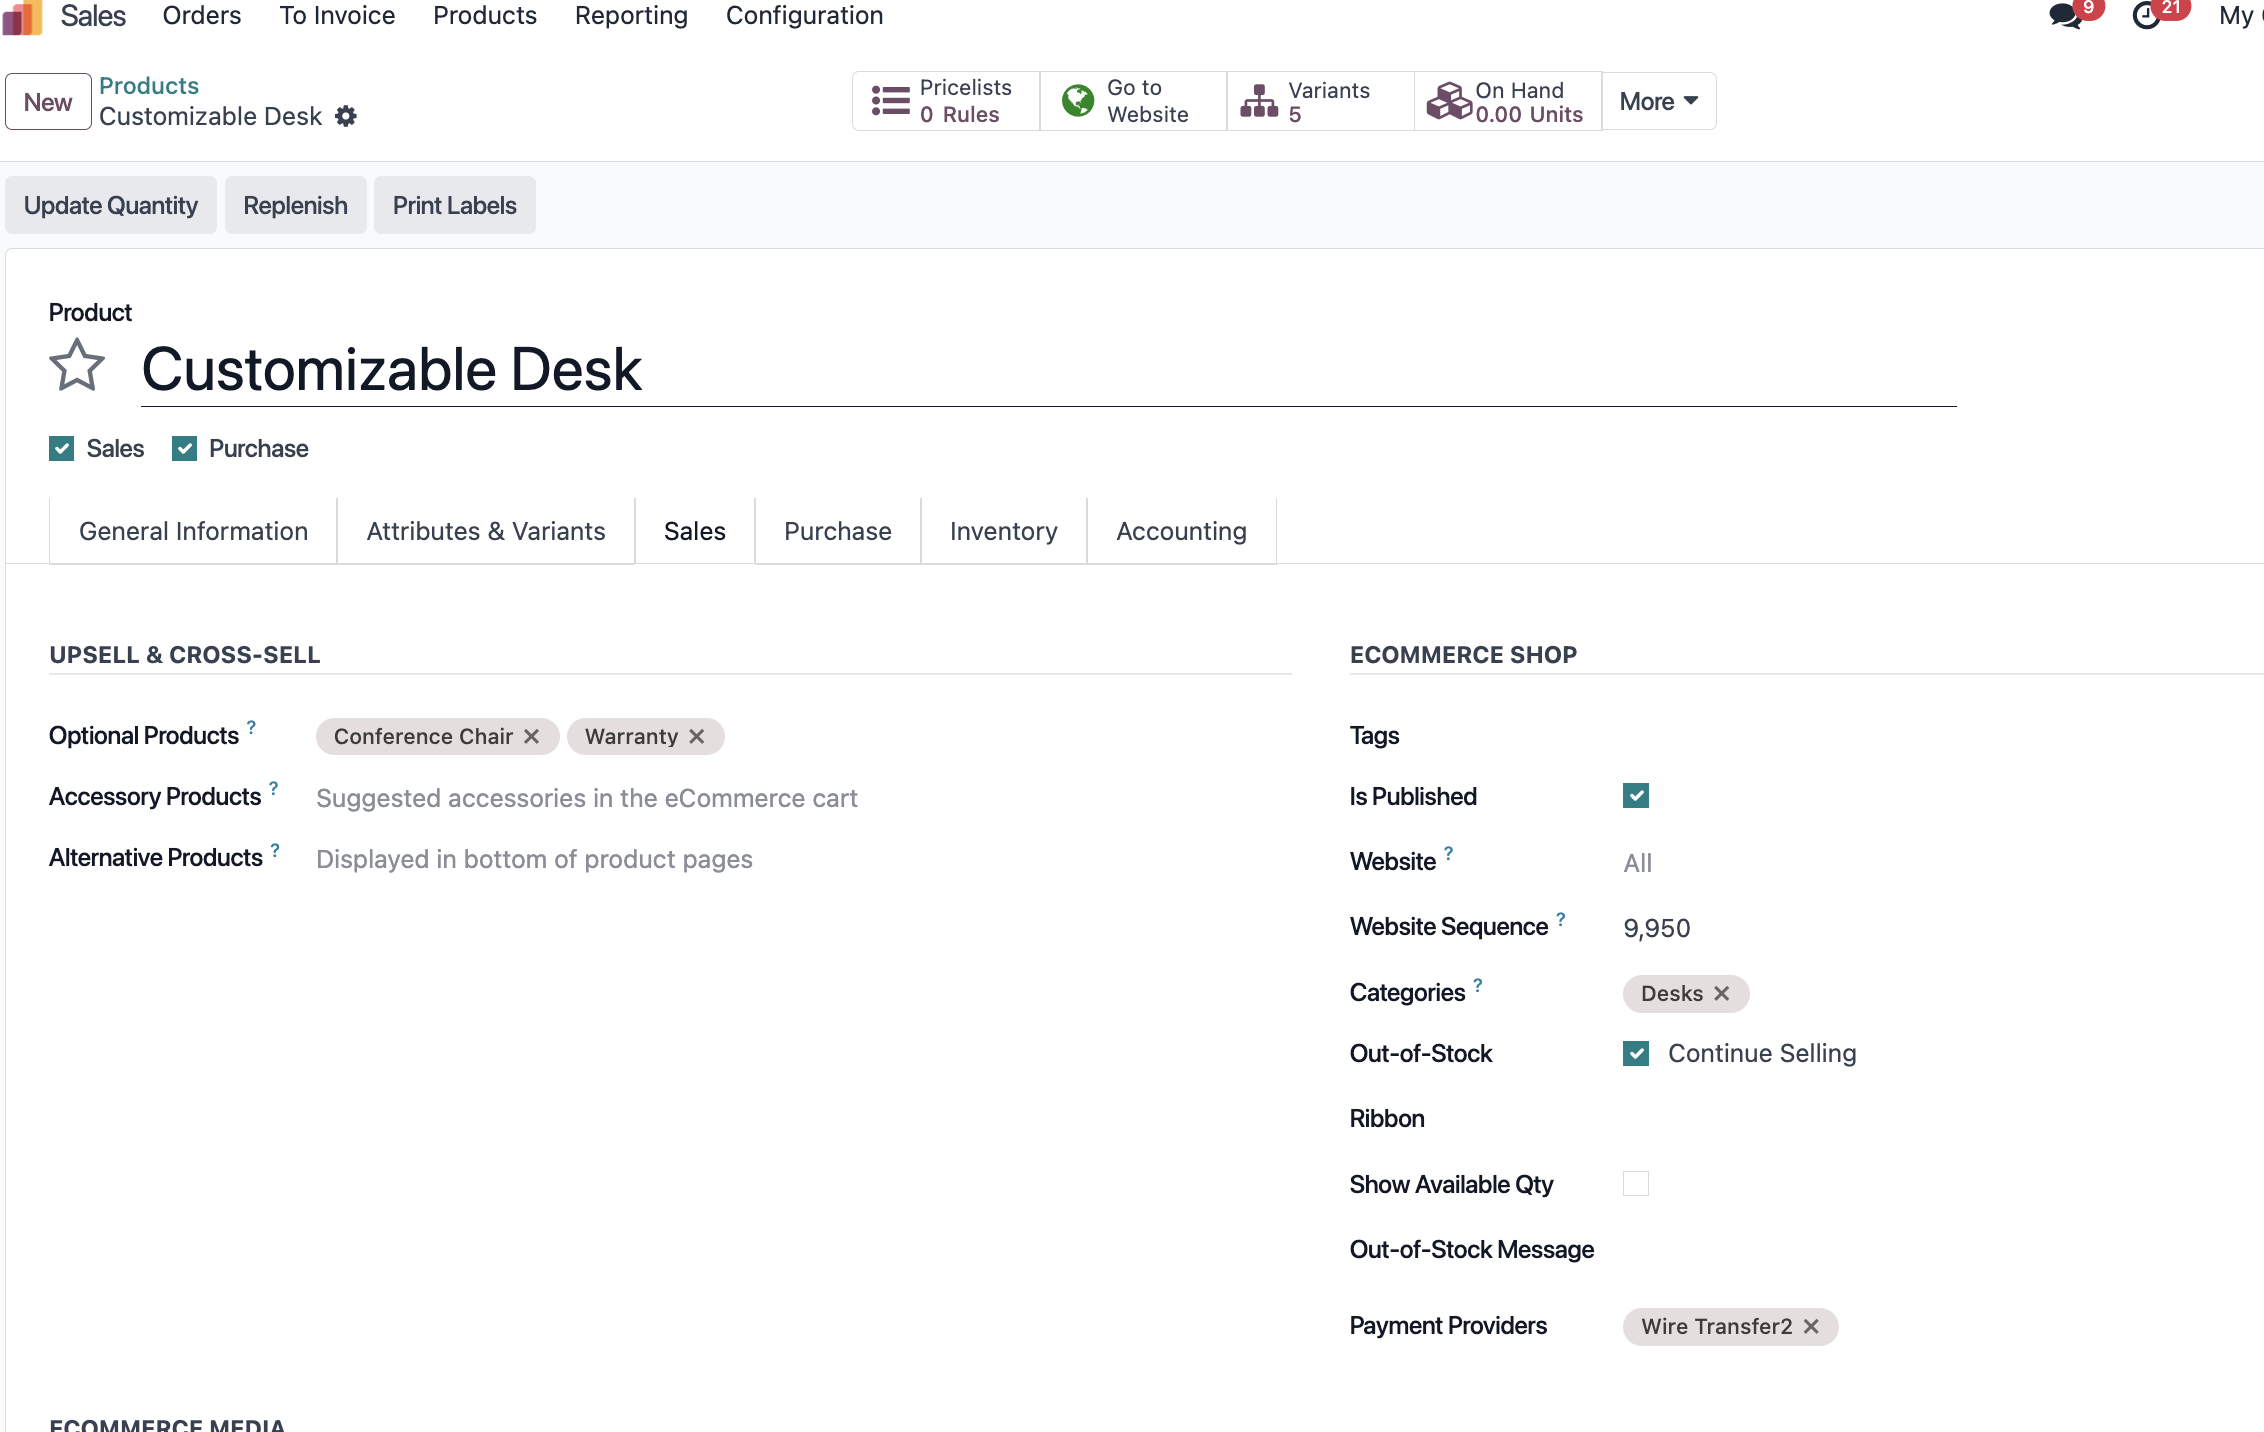 Sales Orders To Invoice Products Reporting Configuration 9 21 My
New
Products
Customizable Desk
Pricelists
0 Rules
Go to
Website
Variants
5
On Hand
0.00 Units
More
Update Quantity Replenish Print Labels
Product
Customizable Desk
Sales Purchase
General Information Attributes & Variants Sales Purchase Inventory Accounting
UPSELL & CROSS-SELL
Optional Products ? Conference Chair × Warranty ×
Accessory Products ? Suggested accessories in the eCommerce cart
Alternative Products ? Displayed in bottom of product pages
ECOMMERCE SHOP
Tags
Is Published
Website ? All
Website Sequence ? 9,950
Categories ? Desks ×
Out-of-Stock Continue Selling
Ribbon
Show Available Qty
Out-of-Stock Message
Payment Providers Wire Transfer2 ×
ECOMMERCE MEDIA